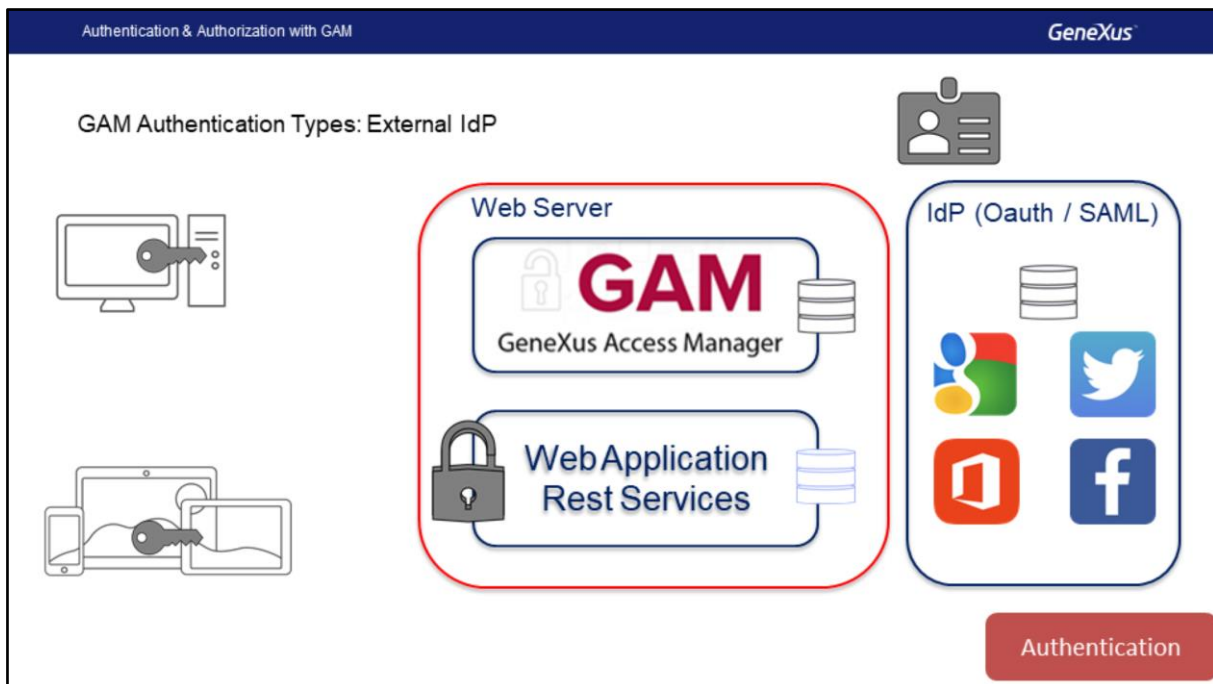 Authentication & Authorization with GAM
GeneXus™
GAM Authentication Types: External IdP
Web Server
IdP (Oauth / SAML)
GAM
GeneXus Access Manager
Web Application
Rest Services
f
Authentication